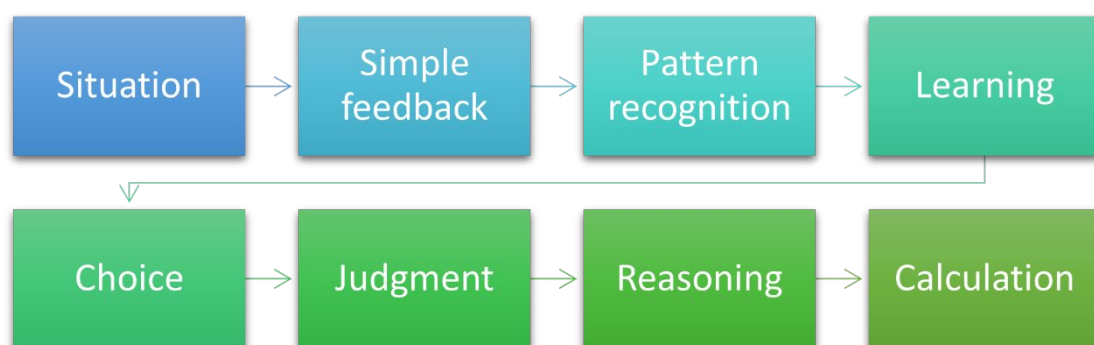 Situation
Simple
feedback
Pattern
recognition
Learning
Choice
Judgment
Reasoning
Calculation